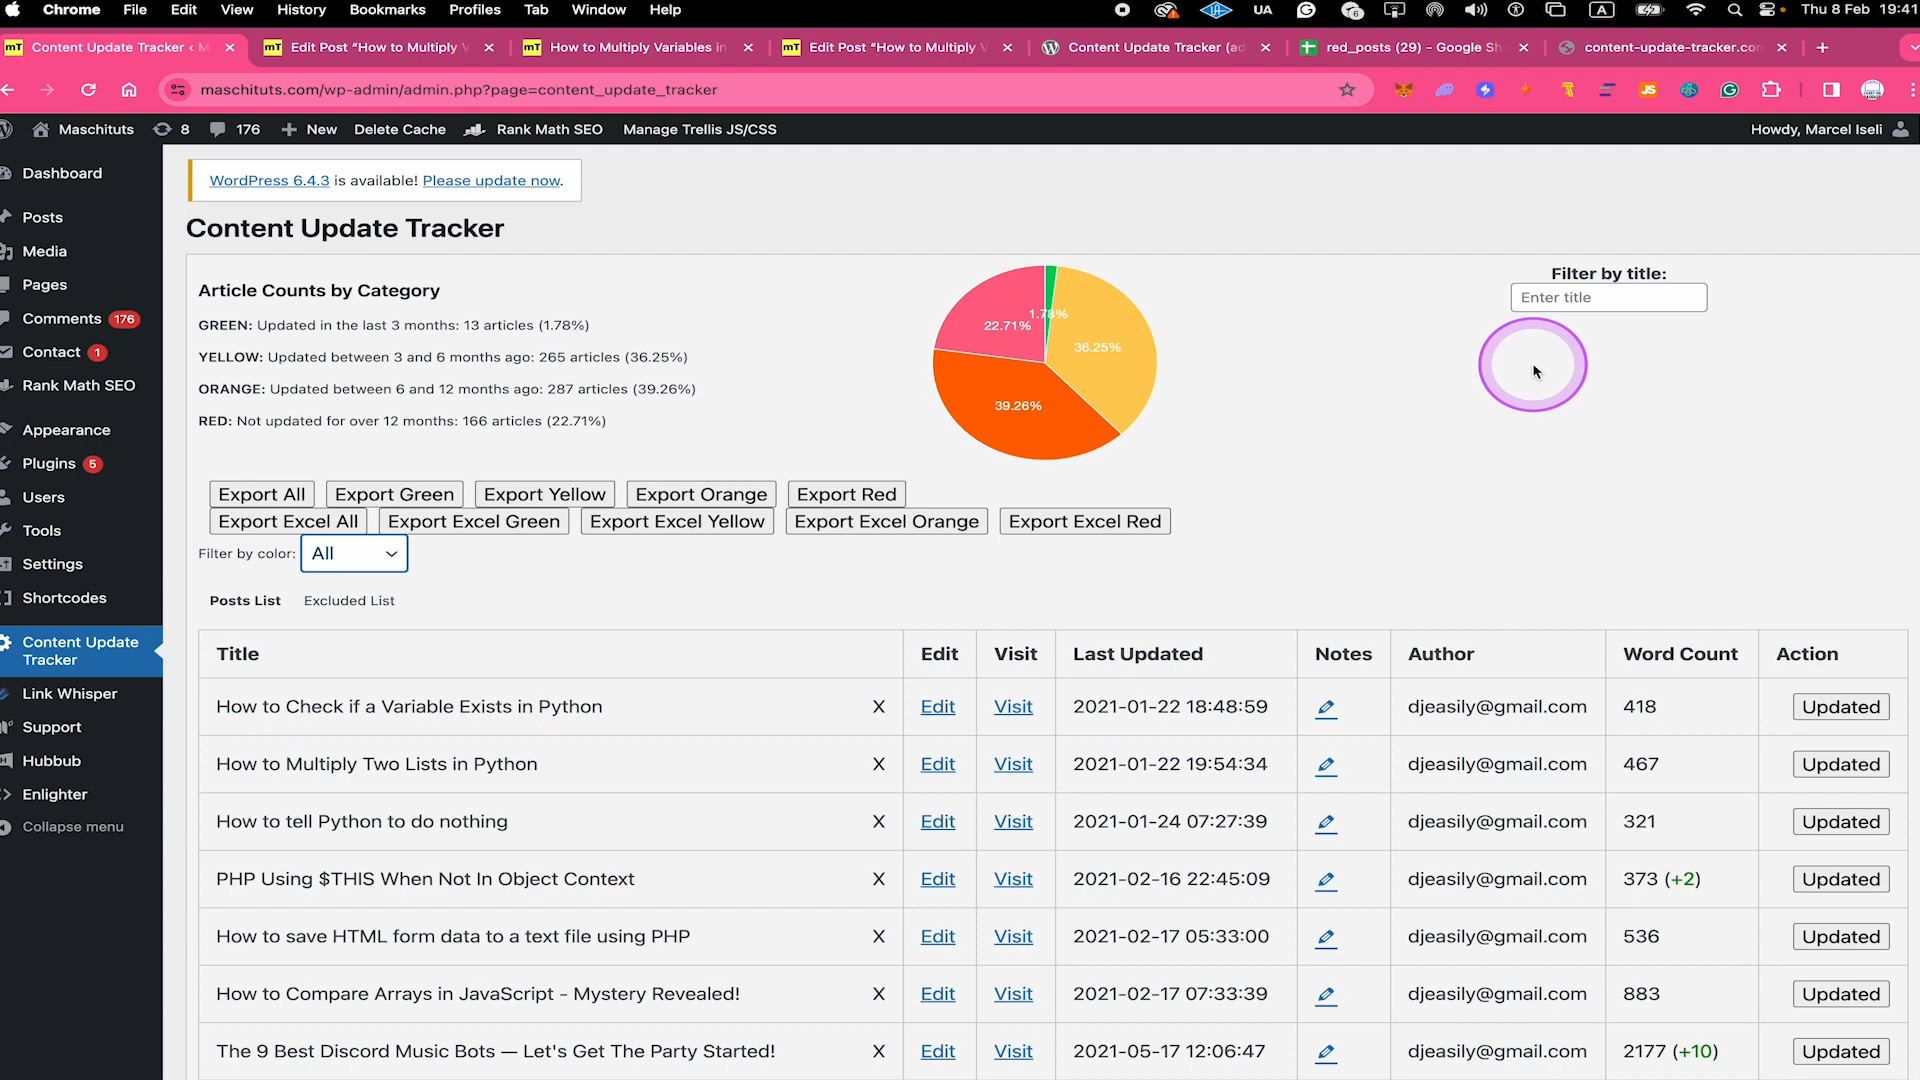 Chrome File Edit View History Bookmarks Profiles Tab Window Help UA A Thu 8 Feb 19:41
mT Content Update Tracker ‹ M mT Edit Post “How to Multiply V mT How to Multiply Variables in mT Edit Post “How to Multiply V Content Update Tracker (ad red_posts (29) - Google She content-update-tracker.com
maschituts.com/wp-admin/admin.php?page=content_update_tracker
Maschituts 8 176 New Delete Cache Rank Math SEO Manage Trellis JS/CSS Howdy, Marcel Iseli
Dashboard
Posts
Media
Pages
Comments 176
Contact 1
Rank Math SEO
Appearance
Plugins 5
Users
Tools
Settings
Shortcodes
Content Update
Tracker
Link Whisper
Support
Hubbub
Enlighter
Collapse menu
WordPress 6.4.3 is available! Please update now.
Content Update Tracker
Article Counts by Category
GREEN: Updated in the last 3 months: 13 articles (1.78%)
YELLOW: Updated between 3 and 6 months ago: 265 articles (36.25%)
ORANGE: Updated between 6 and 12 months ago: 287 articles (39.26%)
RED: Not updated for over 12 months: 166 articles (22.71%)
1.78%
22.71%
36.25%
39.26%
Filter by title:
Enter title
Export All Export Green Export Yellow Export Orange Export Red
Export Excel All Export Excel Green Export Excel Yellow Export Excel Orange Export Excel Red
Filter by color: All
Posts List Excluded List
Title Edit Visit Last Updated Notes Author Word Count Action
How to Check if a Variable Exists in Python X Edit Visit 2021-01-22 18:48:59 djeasily@gmail.com 418 Updated
How to Multiply Two Lists in Python X Edit Visit 2021-01-22 19:54:34 djeasily@gmail.com 467 Updated
How to tell Python to do nothing X Edit Visit 2021-01-24 07:27:39 djeasily@gmail.com 321 Updated
PHP Using $THIS When Not In Object Context X Edit Visit 2021-02-16 22:45:09 djeasily@gmail.com 373 (+2) Updated
How to save HTML form data to a text file using PHP X Edit Visit 2021-02-17 05:33:00 djeasily@gmail.com 536 Updated
How to Compare Arrays in JavaScript - Mystery Revealed! X Edit Visit 2021-02-17 07:33:39 djeasily@gmail.com 883 Updated
The 9 Best Discord Music Bots — Let's Get The Party Started! X Edit Visit 2021-05-17 12:06:47 djeasily@gmail.com 2177 (+10) Updated